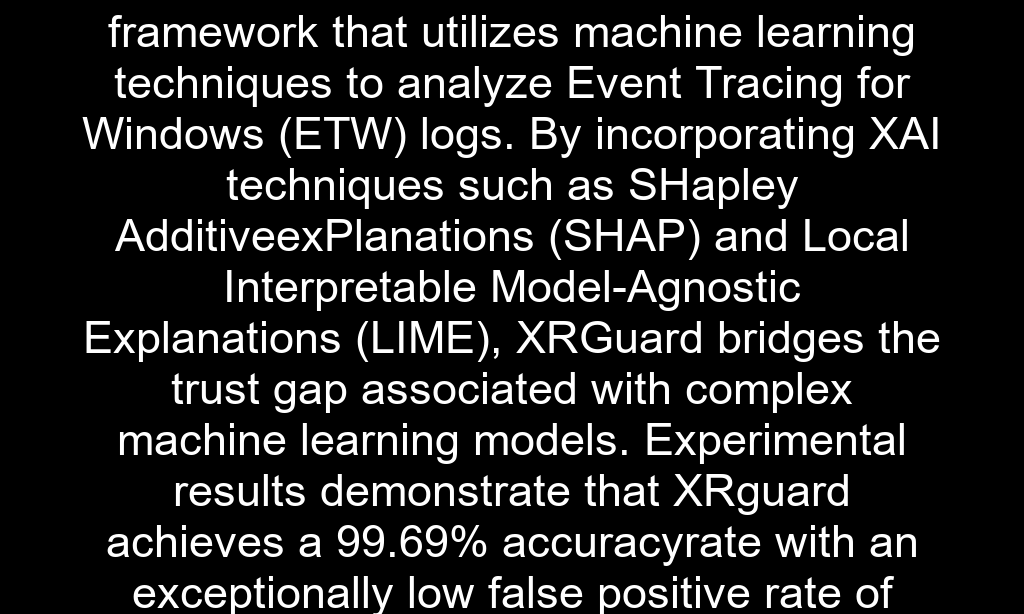 framework that utilizes machine learning
techniques to analyze Event Tracing for
Windows (ETW) logs. By incorporating XAI
techniques such as SHapley
AdditiveexPlanations (SHAP) and Local
Interpretable Model-Agnostic
Explanations (LIME), XRGuard bridges the
trust gap associated with complex
machine learning models. Experimental
results demonstrate that XRguard
achieves a 99.69% accuracyrate with an
exceptionally low false positive rate of